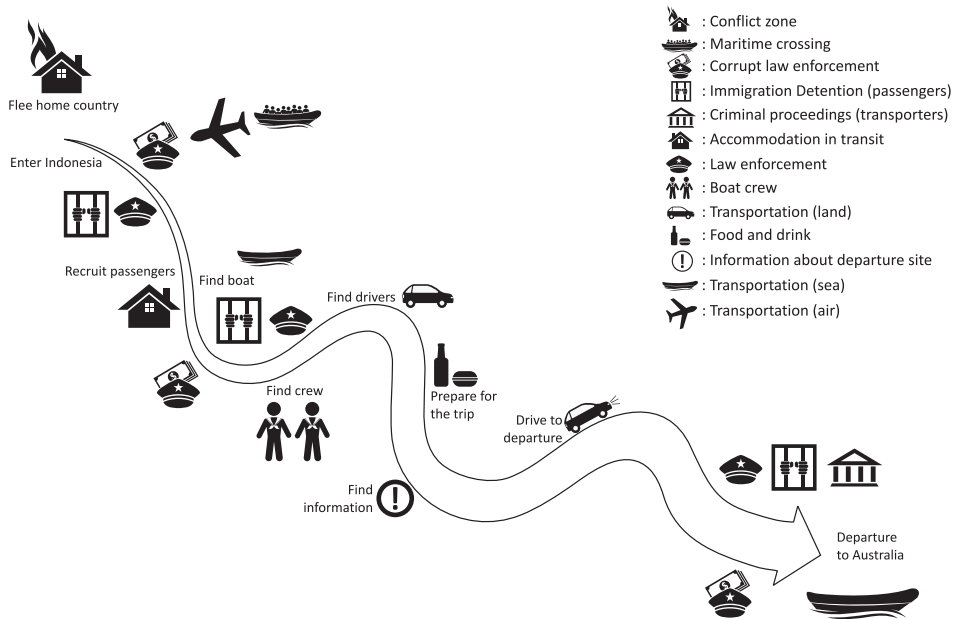 Flee home country
Enter Indonesia
Recruit passengers
Find boat
Find drivers
Find crew
Prepare for
the trip
Find
information
Drive to
departure
Departure
to Australia
: Conflict zone
: Maritime crossing
: Corrupt law enforcement
: Immigration Detention (passengers)
: Criminal proceedings (transporters)
: Accommodation in transit
: Law enforcement
: Boat crew
: Transportation (land)
: Food and drink
: Information about departure site
: Transportation (sea)
: Transportation (air)